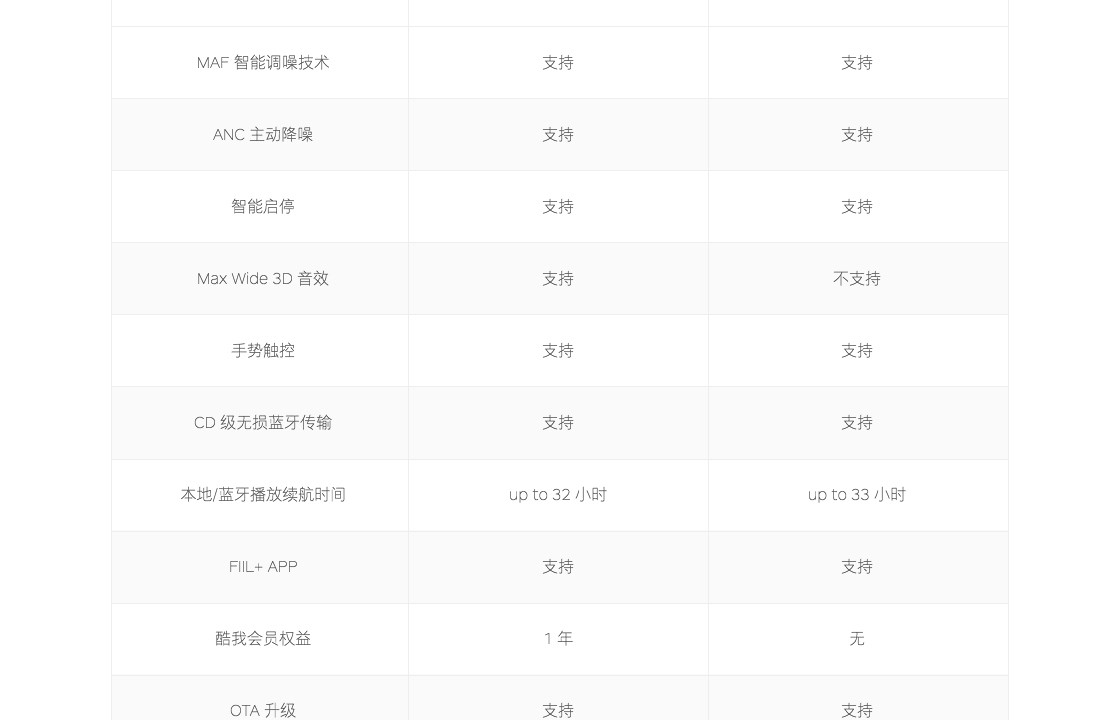 MAF 智能调噪技术 支持 支持
ANC 主动降噪 支持 支持
智能启停 支持 支持
Max Wide 3D 音效 支持 不支持
手势触控 支持 支持
CD 级无损蓝牙传输 支持 支持
本地/蓝牙播放续航时间 up to 32 小时 up to 33 小时
FIIL+ APP 支持 支持
酷我会员权益 1 年 无
OTA 升级 支持 支持